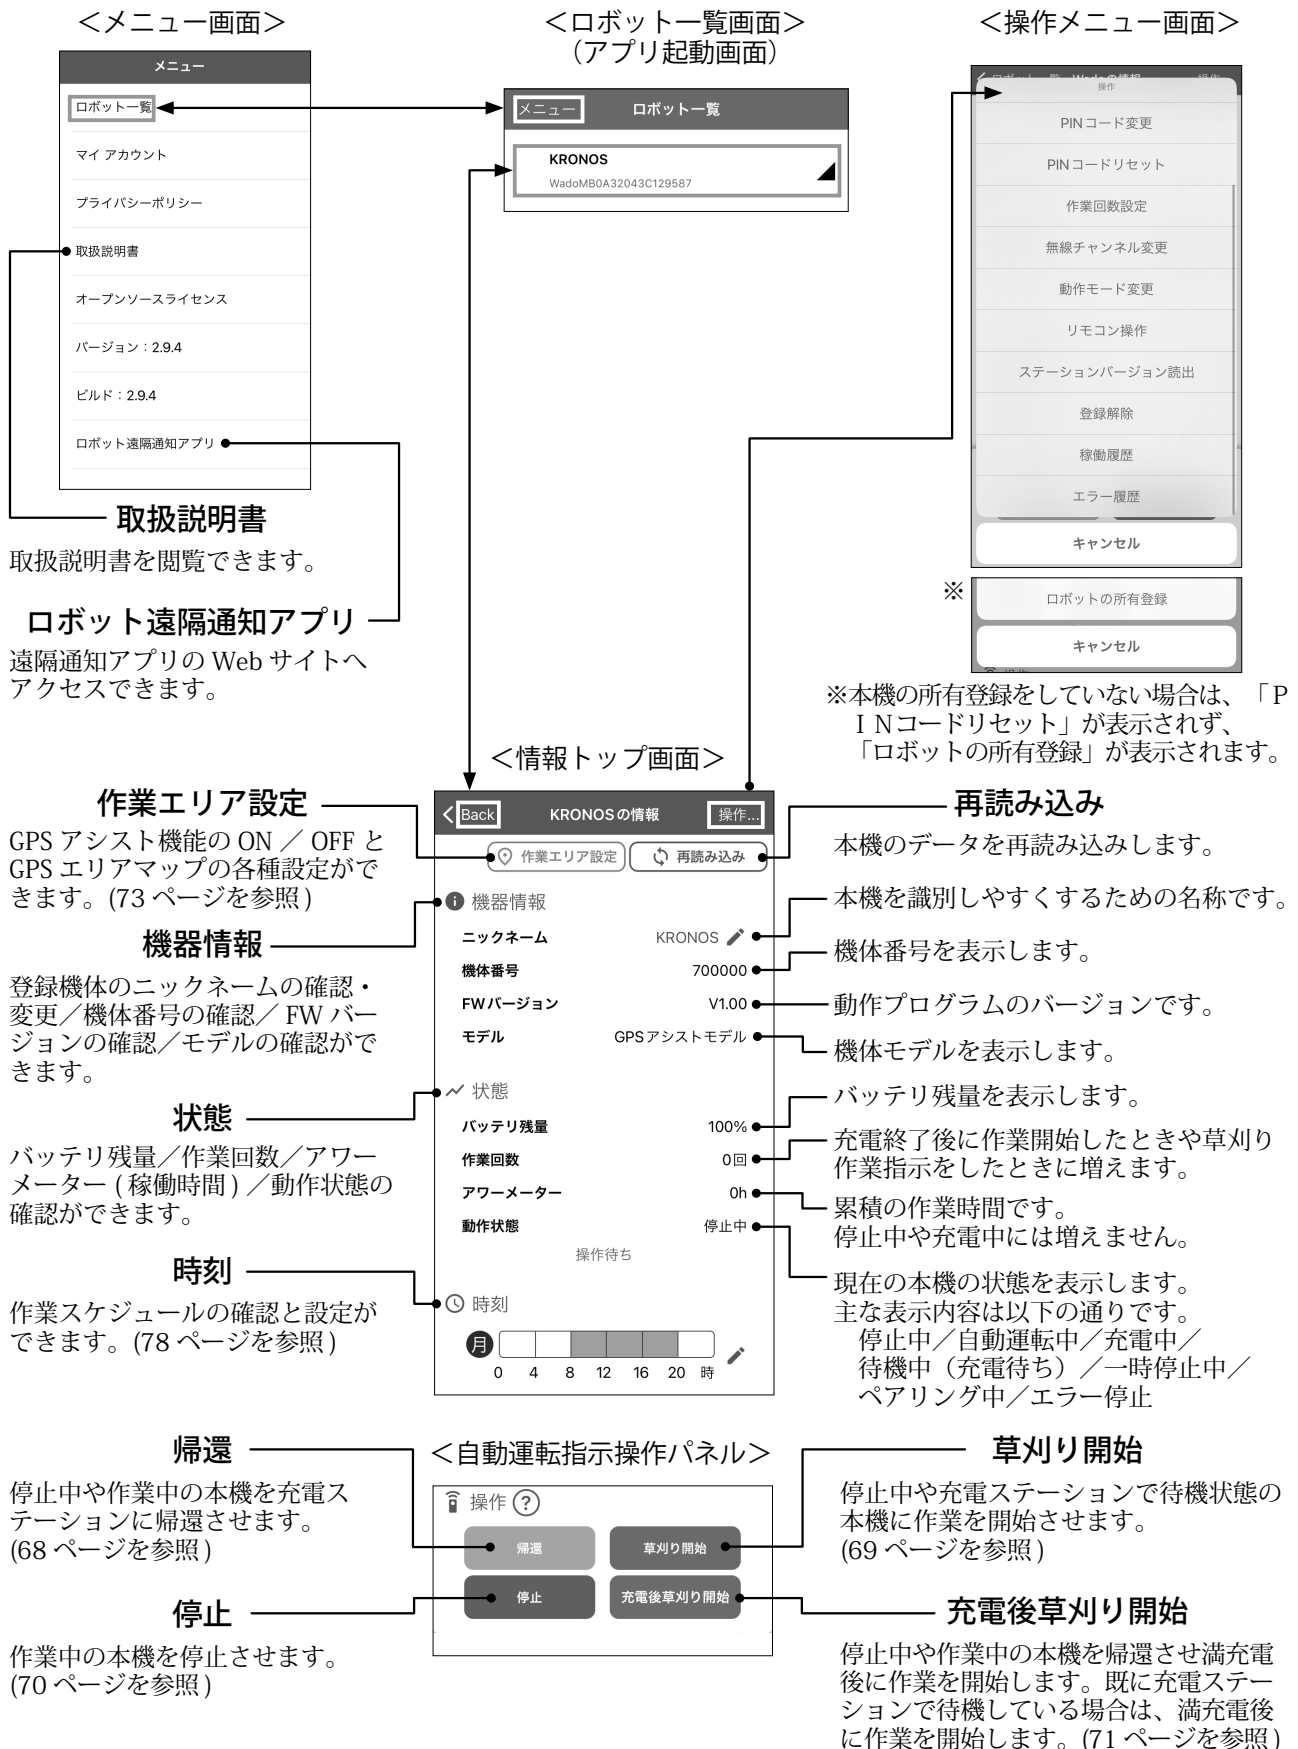 ＜メニュー画面＞
メニュー
ロボット一覧
マイ アカウント
プライバシーポリシー
取扱説明書
オープンソースライセンス
バージョン：2.9.4
ビルド：2.9.4
ロボット遠隔通知アプリ
取扱説明書
取扱説明書を閲覧できます。
ロボット遠隔通知アプリ
遠隔通知アプリの Web サイトへ
アクセスできます。
＜ロボット一覧画面＞
（アプリ起動画面）
メニュー ロボット一覧
KRONOS
WadoMB0A32043C129587
＜操作メニュー画面＞
操作
PINコード変更
PINコードリセット
作業回数設定
無線チャンネル変更
動作モード変更
リモコン操作
ステーションバージョン読出
登録解除
稼働履歴
エラー履歴
キャンセル
※
ロボットの所有登録
キャンセル
※本機の所有登録をしていない場合は、「Ｐ
ＩＮコードリセット」が表示されず、
「ロボットの所有登録」が表示されます。
＜情報トップ画面＞
Back KRONOSの情報 操作...
作業エリア設定 再読み込み
機器情報
ニックネーム KRONOS
機体番号 700000
FWバージョン V1.00
モデル GPSアシストモデル
状態
バッテリ残量 100%
作業回数 0回
アワーメーター 0h
動作状態 停止中
操作待ち
時刻
月
0 4 8 12 16 20 時
作業エリア設定
GPS アシスト機能の ON ／ OFF と
GPS エリアマップの各種設定がで
きます。(73 ページを参照)
機器情報
登録機体のニックネームの確認・
変更／機体番号の確認／ FW バー
ジョンの確認／モデルの確認がで
きます。
状態
バッテリ残量／作業回数／アワー
メーター ( 稼働時間 ) ／動作状態の
確認ができます。
時刻
作業スケジュールの確認と設定が
できます。(78 ページを参照)
再読み込み
本機のデータを再読み込みします。
本機を識別しやすくするための名称です。
機体番号を表示します。
動作プログラムのバージョンです。
機体モデルを表示します。
バッテリ残量を表示します。
充電終了後に作業開始したときや草刈り
作業指示をしたときに増えます。
累積の作業時間です。
停止中や充電中には増えません。
現在の本機の状態を表示します。
主な表示内容は以下の通りです。
停止中／自動運転中／充電中／
待機中（充電待ち）／一時停止中／
ペアリング中／エラー停止
＜自動運転指示操作パネル＞
操作 ?
帰還 草刈り開始
停止 充電後草刈り開始
帰還
停止中や作業中の本機を充電ス
テーションに帰還させます。
(68 ページを参照)
停止
作業中の本機を停止させます。
(70 ページを参照)
草刈り開始
停止中や充電ステーションで待機状態の
本機に作業を開始させます。
(69 ページを参照)
充電後草刈り開始
停止中や作業中の本機を帰還させ満充電
後に作業を開始します。既に充電ステー
ションで待機している場合は、満充電後
に作業を開始します。(71 ページを参照)